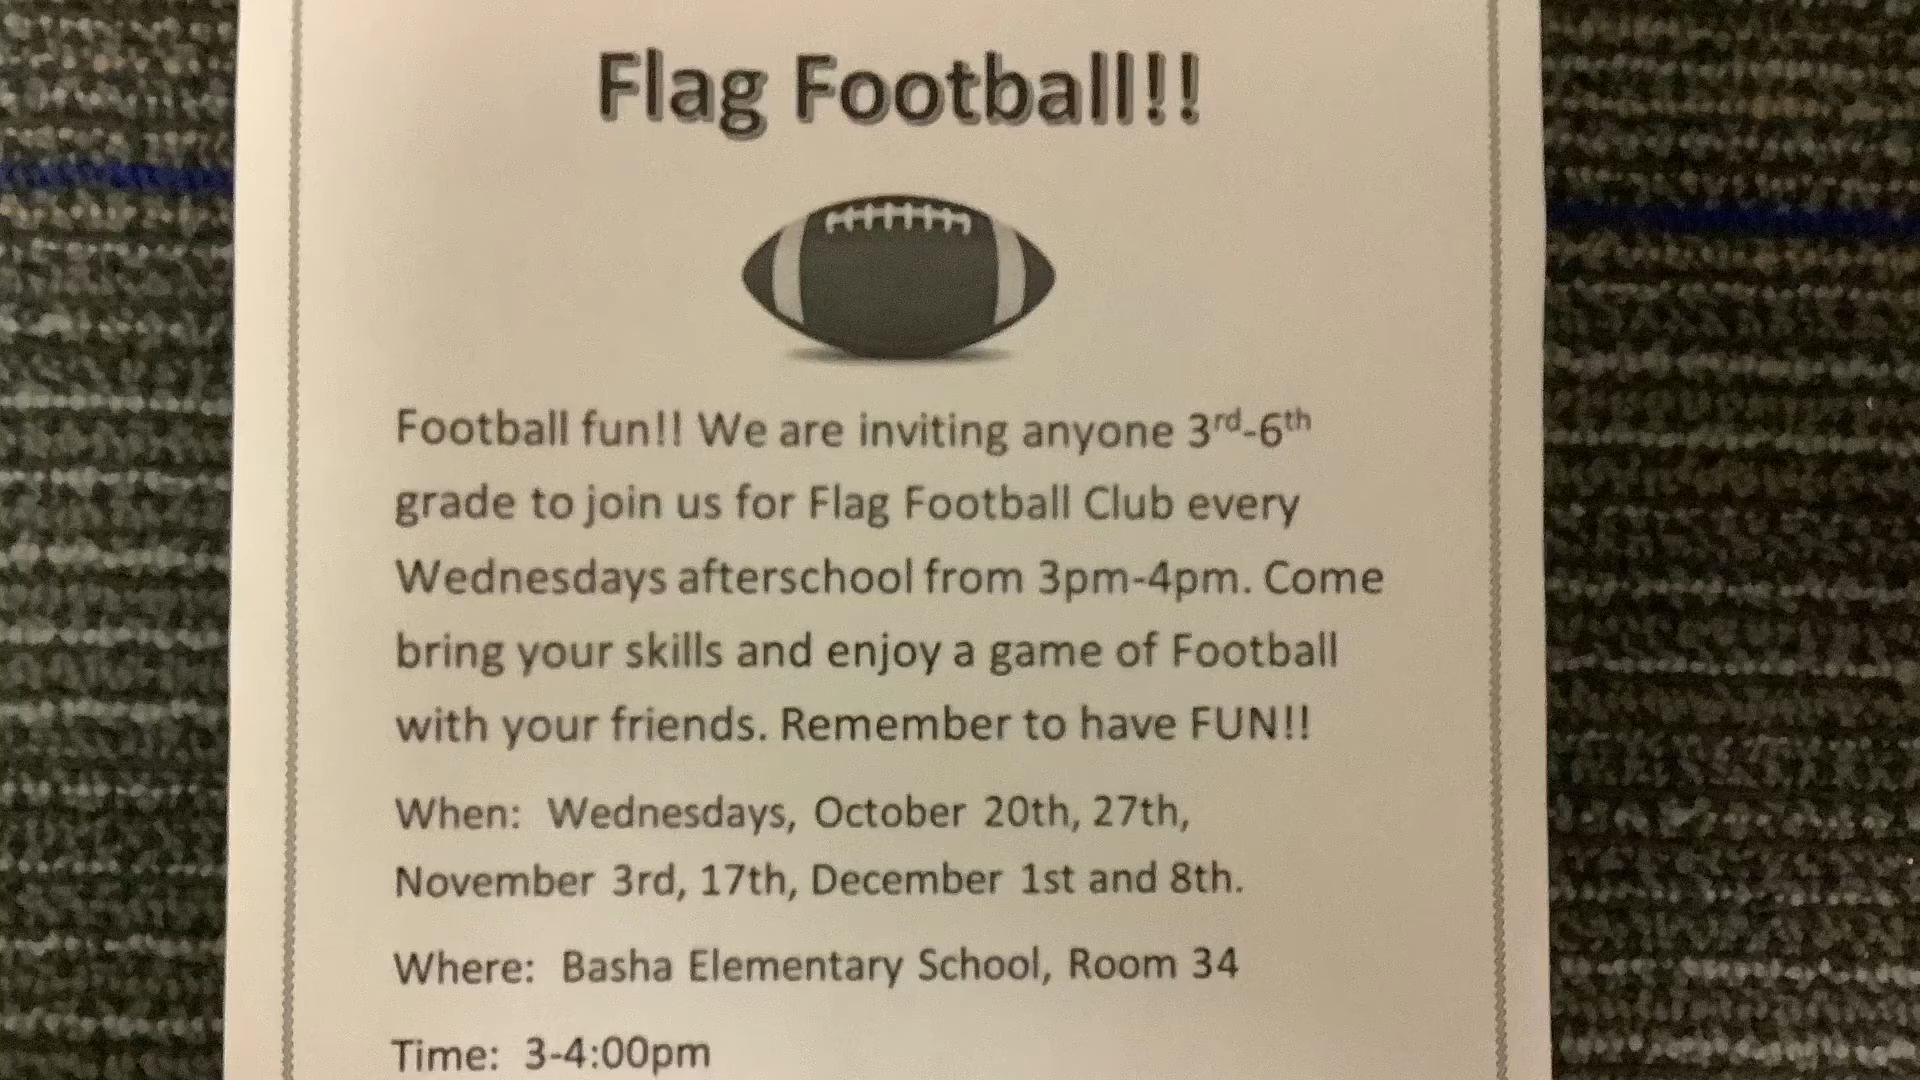 Flag Football!!
Football fun!! We are inviting anyone 3rd-6th
grade to join us for Flag Football Club every
Wednesdays afterschool from 3pm-4pm. Come
bring your skills and enjoy a game of Football
with your friends. Remember to have FUN!!
When: Wednesdays, October 20th, 27th,
November 3rd, 17th, December 1st and 8th.
Where: Basha Elementary School, Room 34
Time: 3-4:00pm